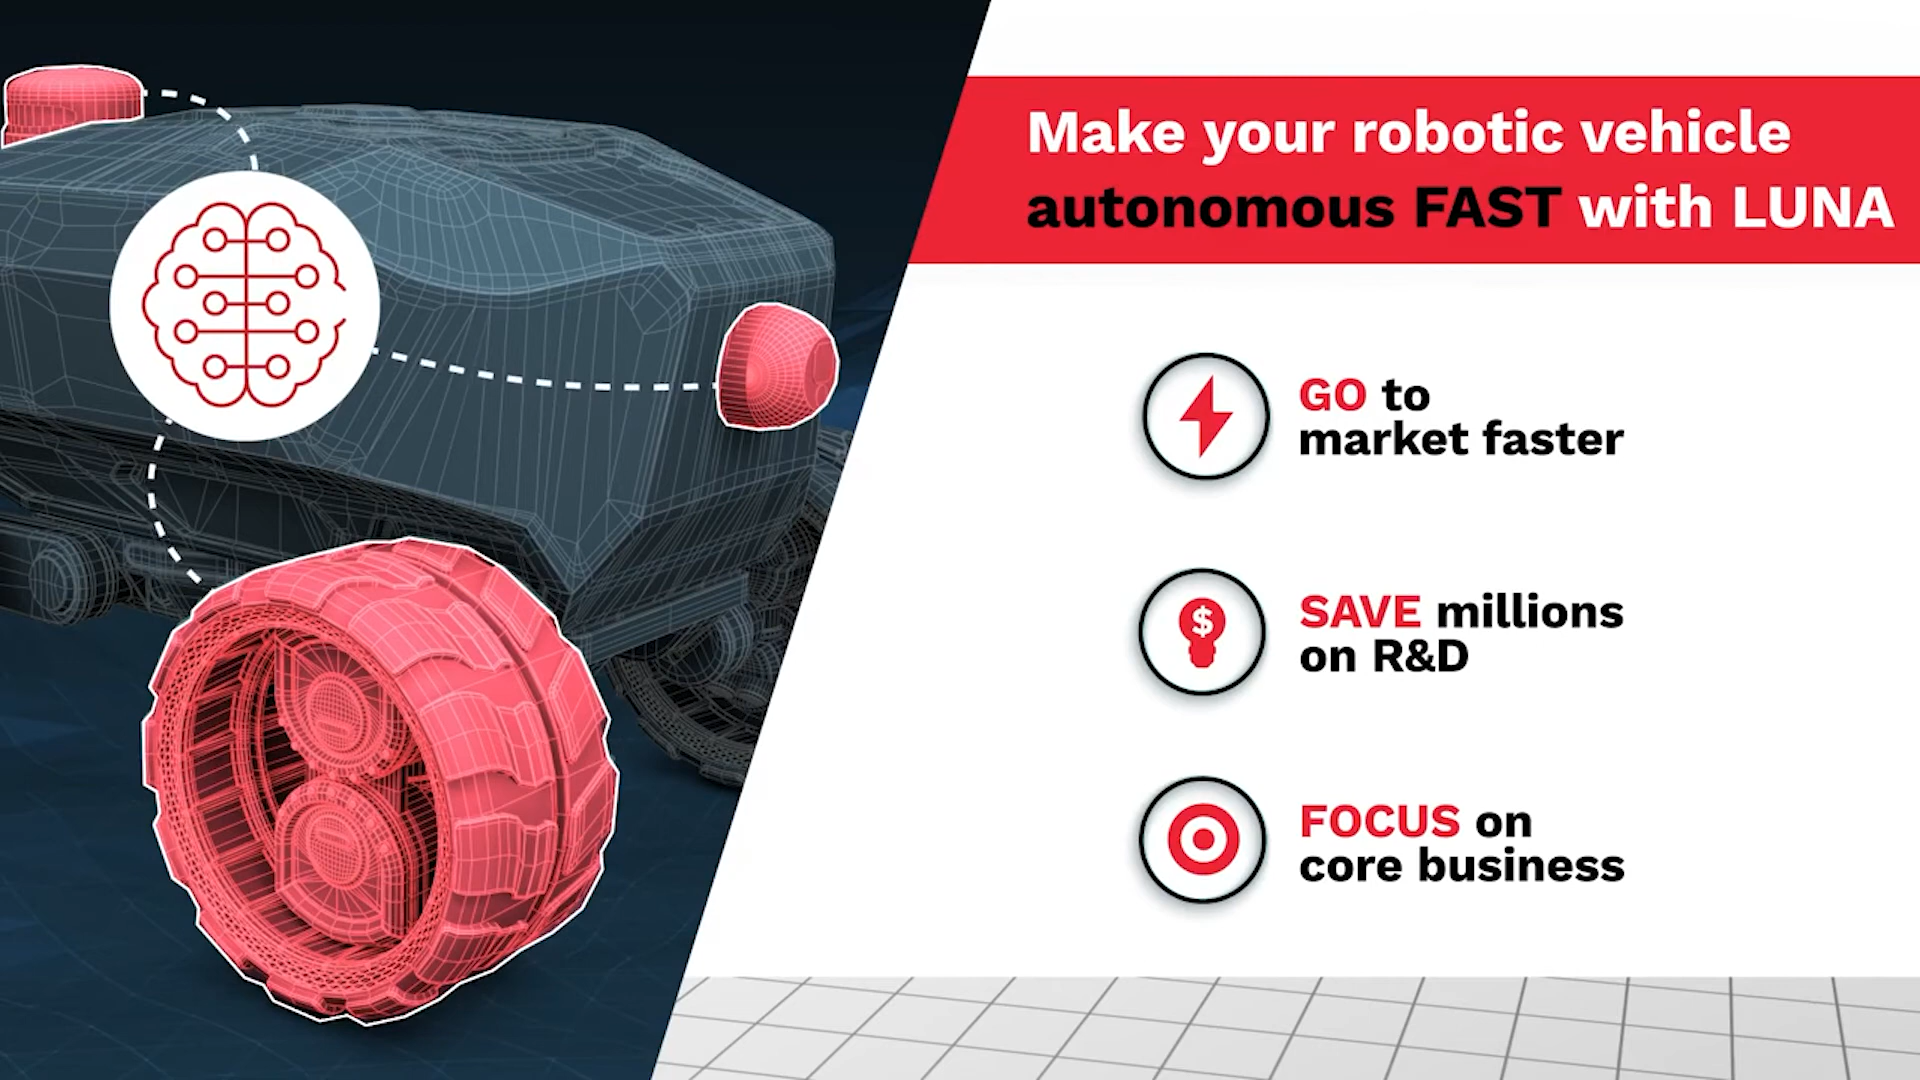 Make your robotic vehicle
autonomous FAST with LUNA
GO to
market faster
$
SAVE millions
on R&D
FOCUS on
core business